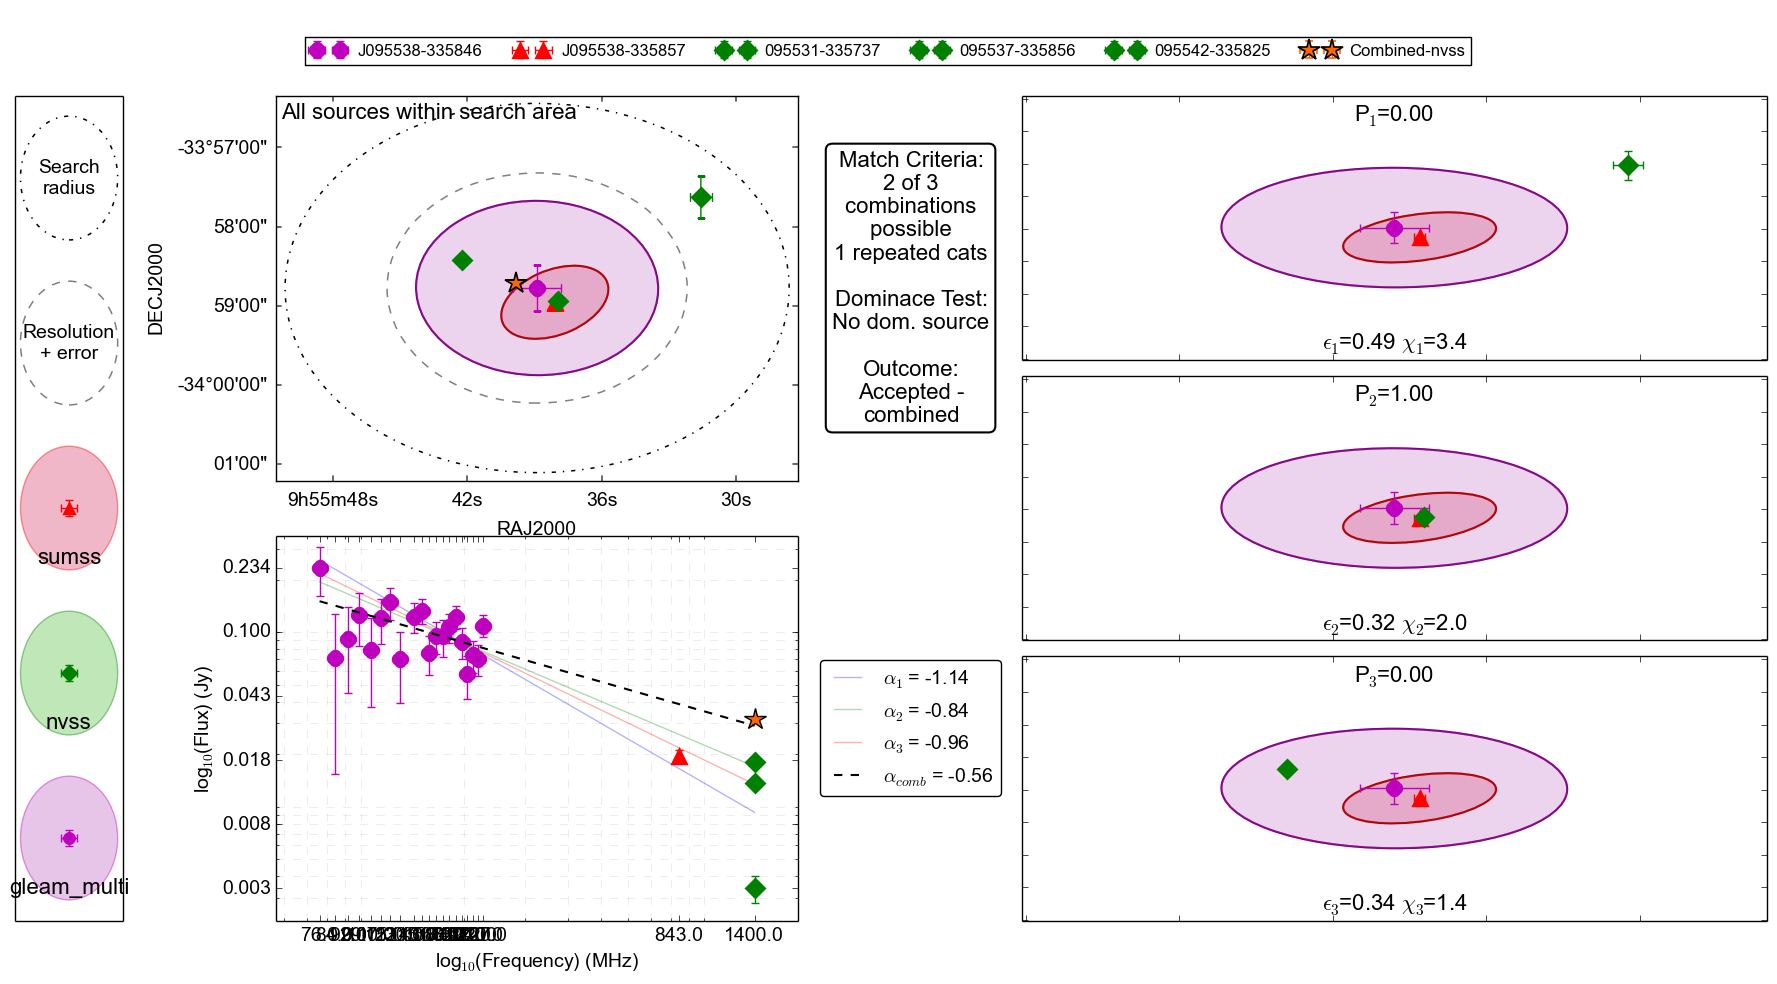 J095538-335846
J095538-335857
095531-335737
095537-335856
095542-335825
Combined-nvss
Search
radius
Resolution
+ error
sumss
nvss
gleam_multi
All sources within search area
DECJ2000
-33°57'00"
58'00"
59'00"
-34°00'00"
01'00"
9h55m48s
42s
36s
30s
RAJ2000
Match Criteria:
2 of 3
combinations
possible
1 repeated cats
Dominace Test:
No dom. source
Outcome:
Accepted -
combined
P1=0.00
ϵ1=0.49 χ1=3.4
P2=1.00
ϵ2=0.32 χ2=2.0
P3=0.00
ϵ3=0.34 χ3=1.4
log10(Flux) (Jy)
0.234
0.100
0.043
0.018
0.008
0.003
843.0
1400.0
log10(Frequency) (MHz)
α1 = -1.14
α2 = -0.84
α3 = -0.96
αcomb = -0.56